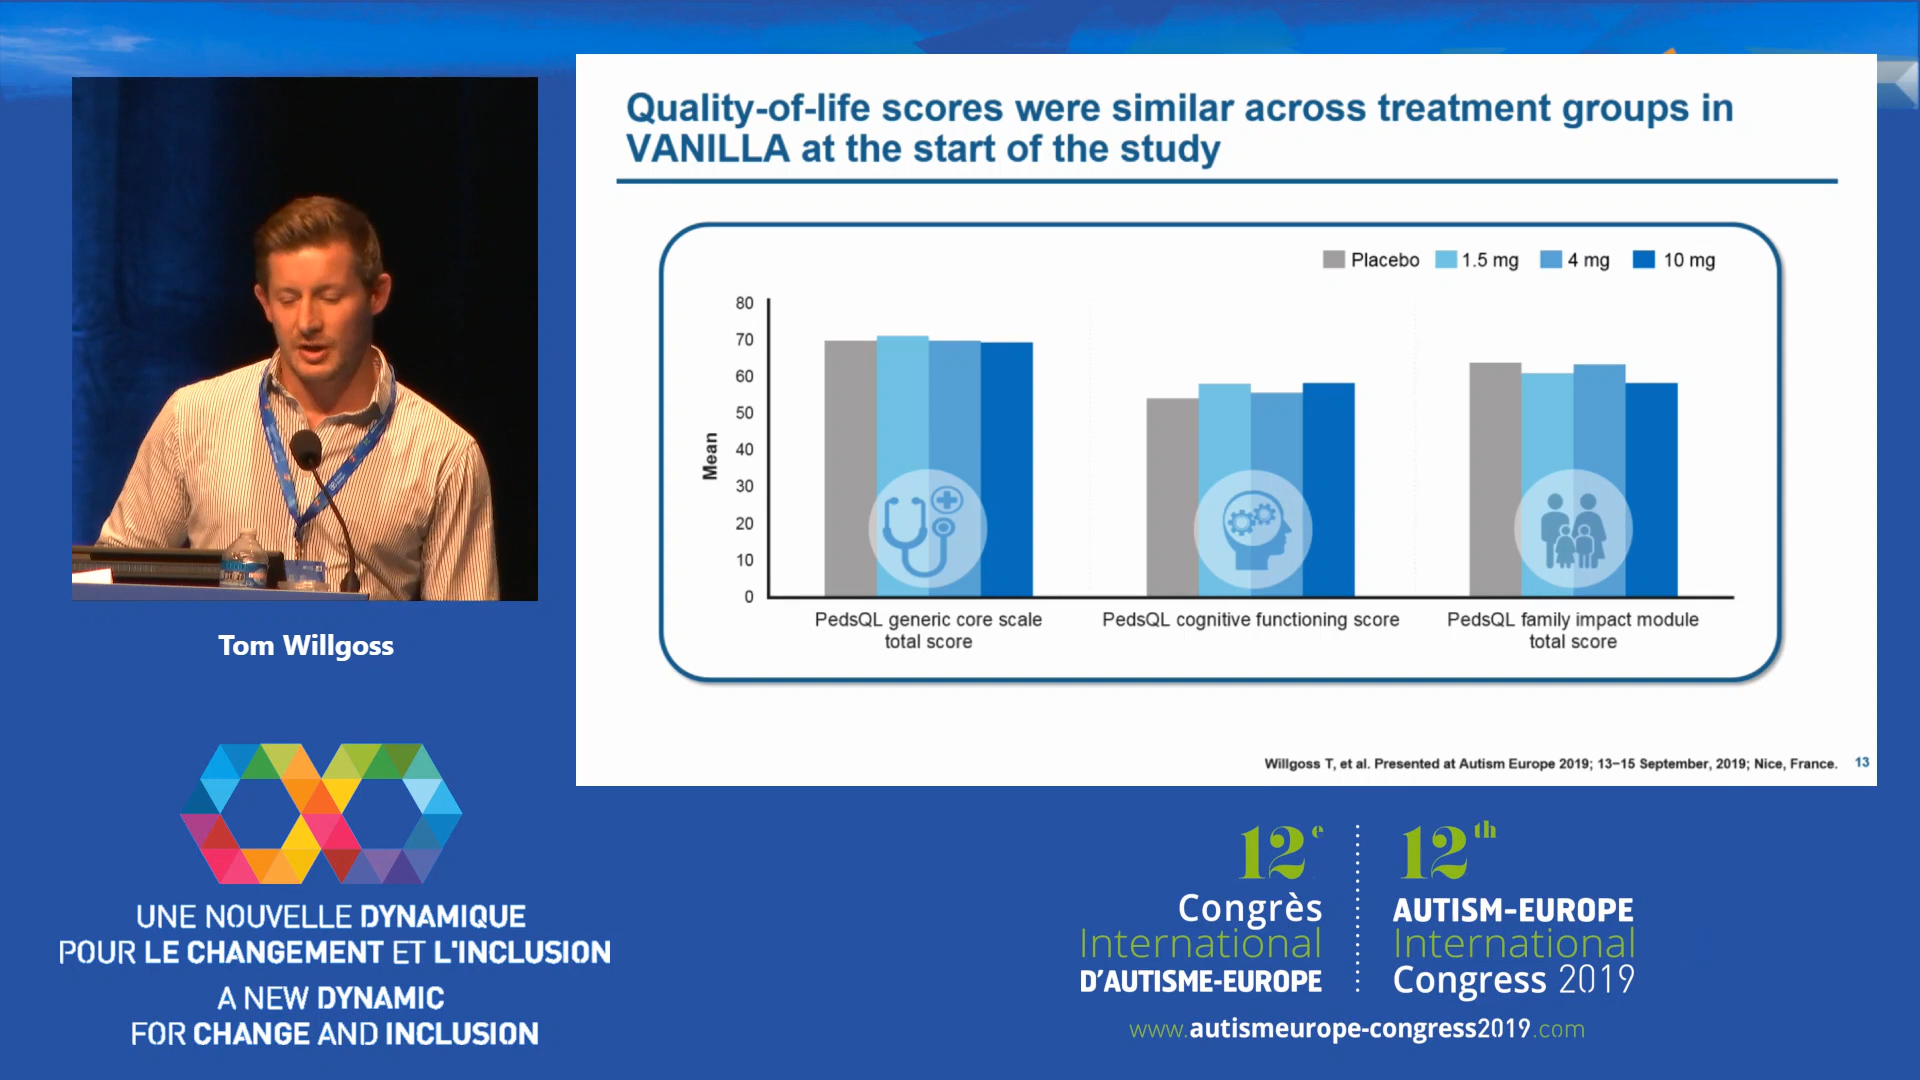 Quality-of-life scores were similar across treatment groups in
VANILLA at the start of the study
Placebo
1.5 mg
4 mg
10 mg
Mean
80
70
60
50
40
30
20
10
0
PedsQL generic core scale
total score
PedsQL cognitive functioning score
PedsQL family impact module
total score
Willgoss T, et al. Presented at Autism Europe 2019; 13–15 September, 2019; Nice, France.
13
Tom Willgoss
UNE NOUVELLE DYNAMIQUE
POUR LE CHANGEMENT ET L'INCLUSION
A NEW DYNAMIC
FOR CHANGE AND INCLUSION
12e
Congrès
International
D'AUTISME-EUROPE
12th
AUTISM-EUROPE
International
Congress 2019
www.autismeurope-congress2019.com